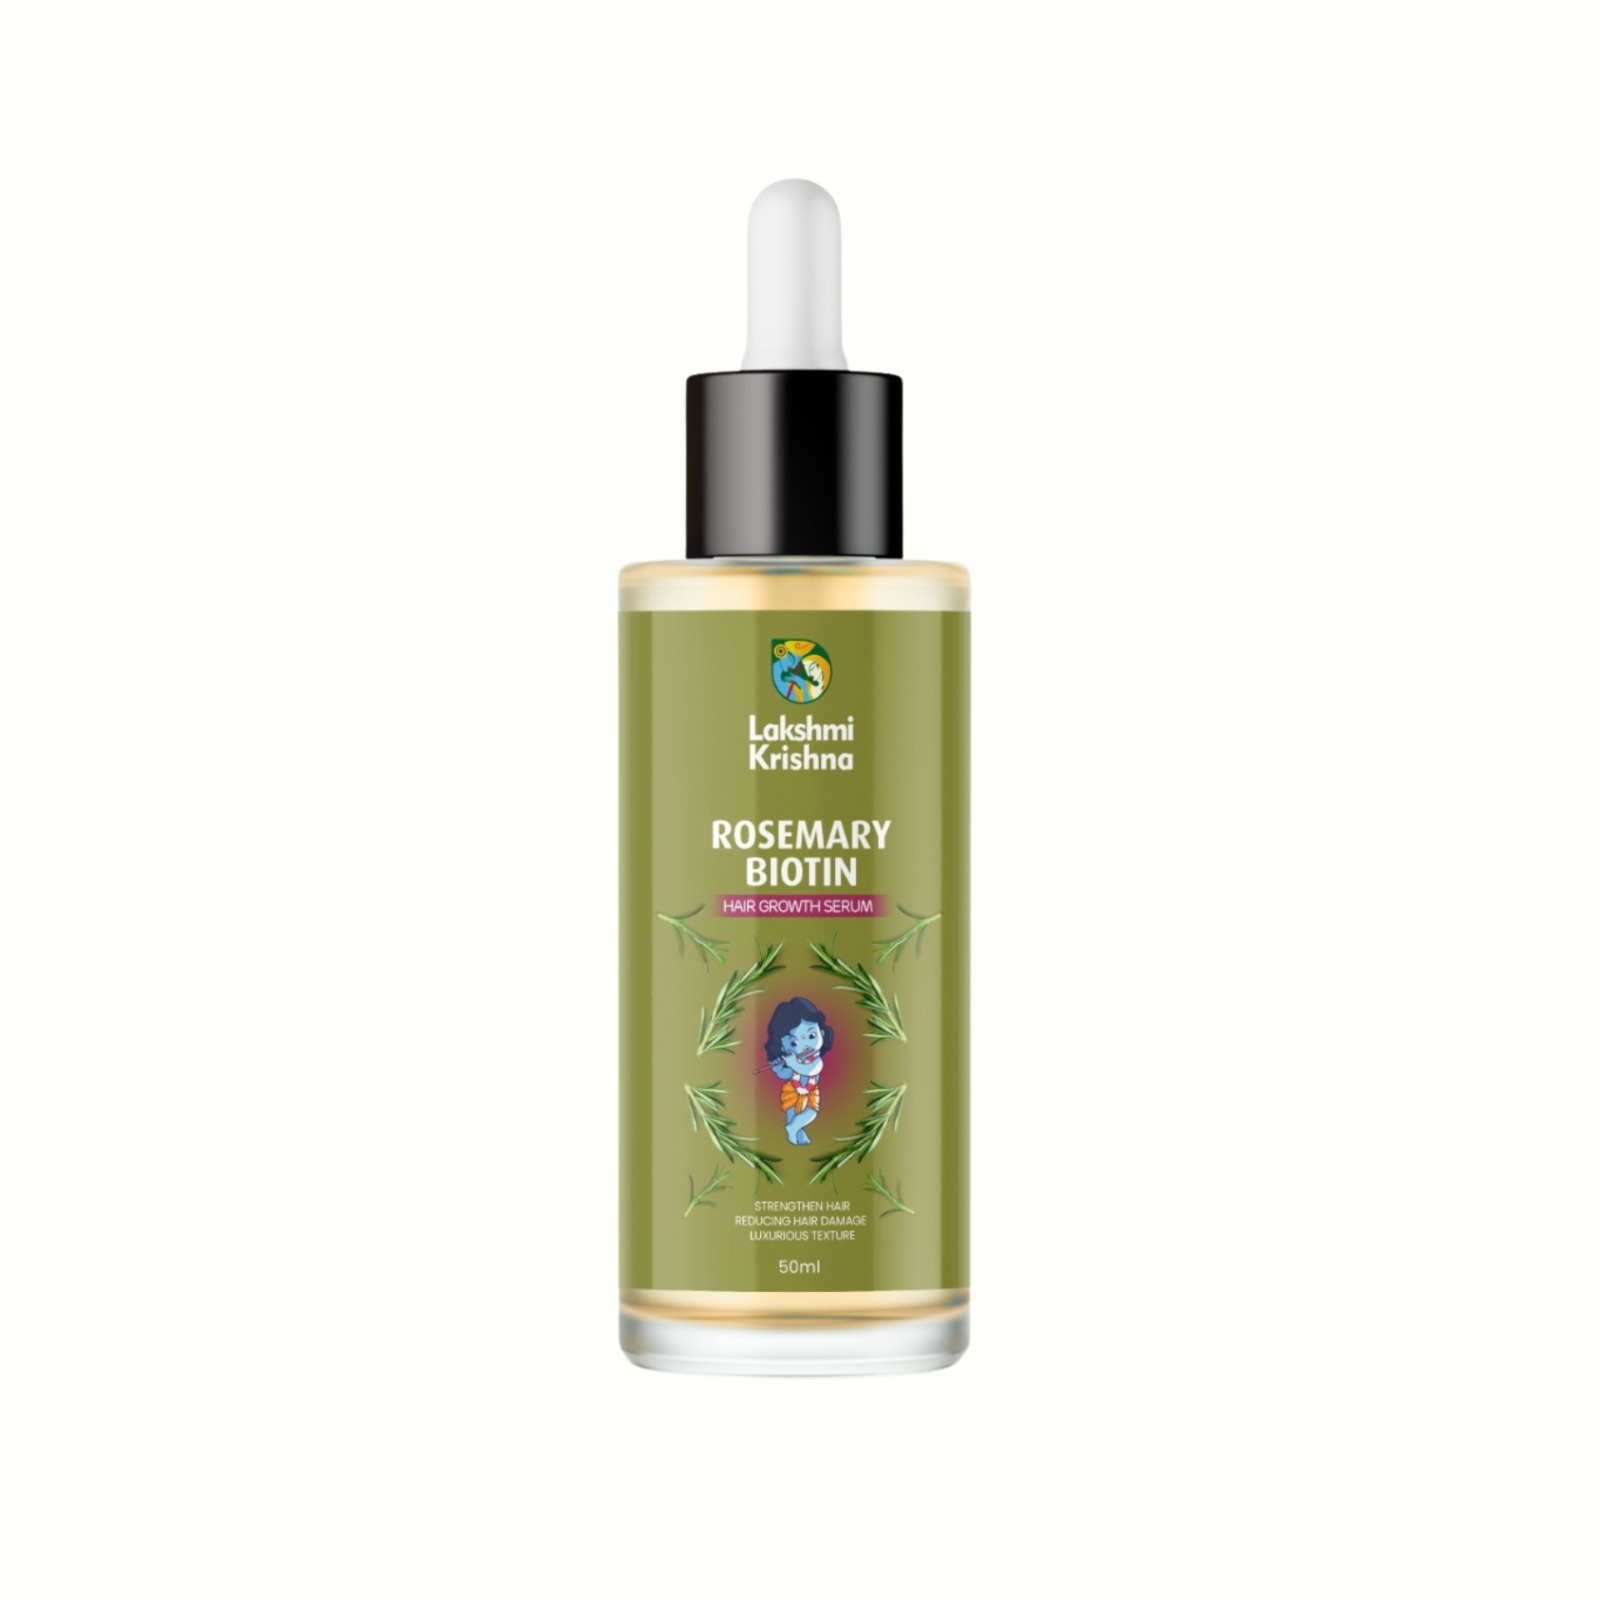 Lakshmi
Krishna
ROSEMARY
BIOTIN
HAIR GROWTH SERUM
STRENGTHEN HAIR
REDUCING HAIR DAMAGE
LUXURIOUS TEXTURE
50ml